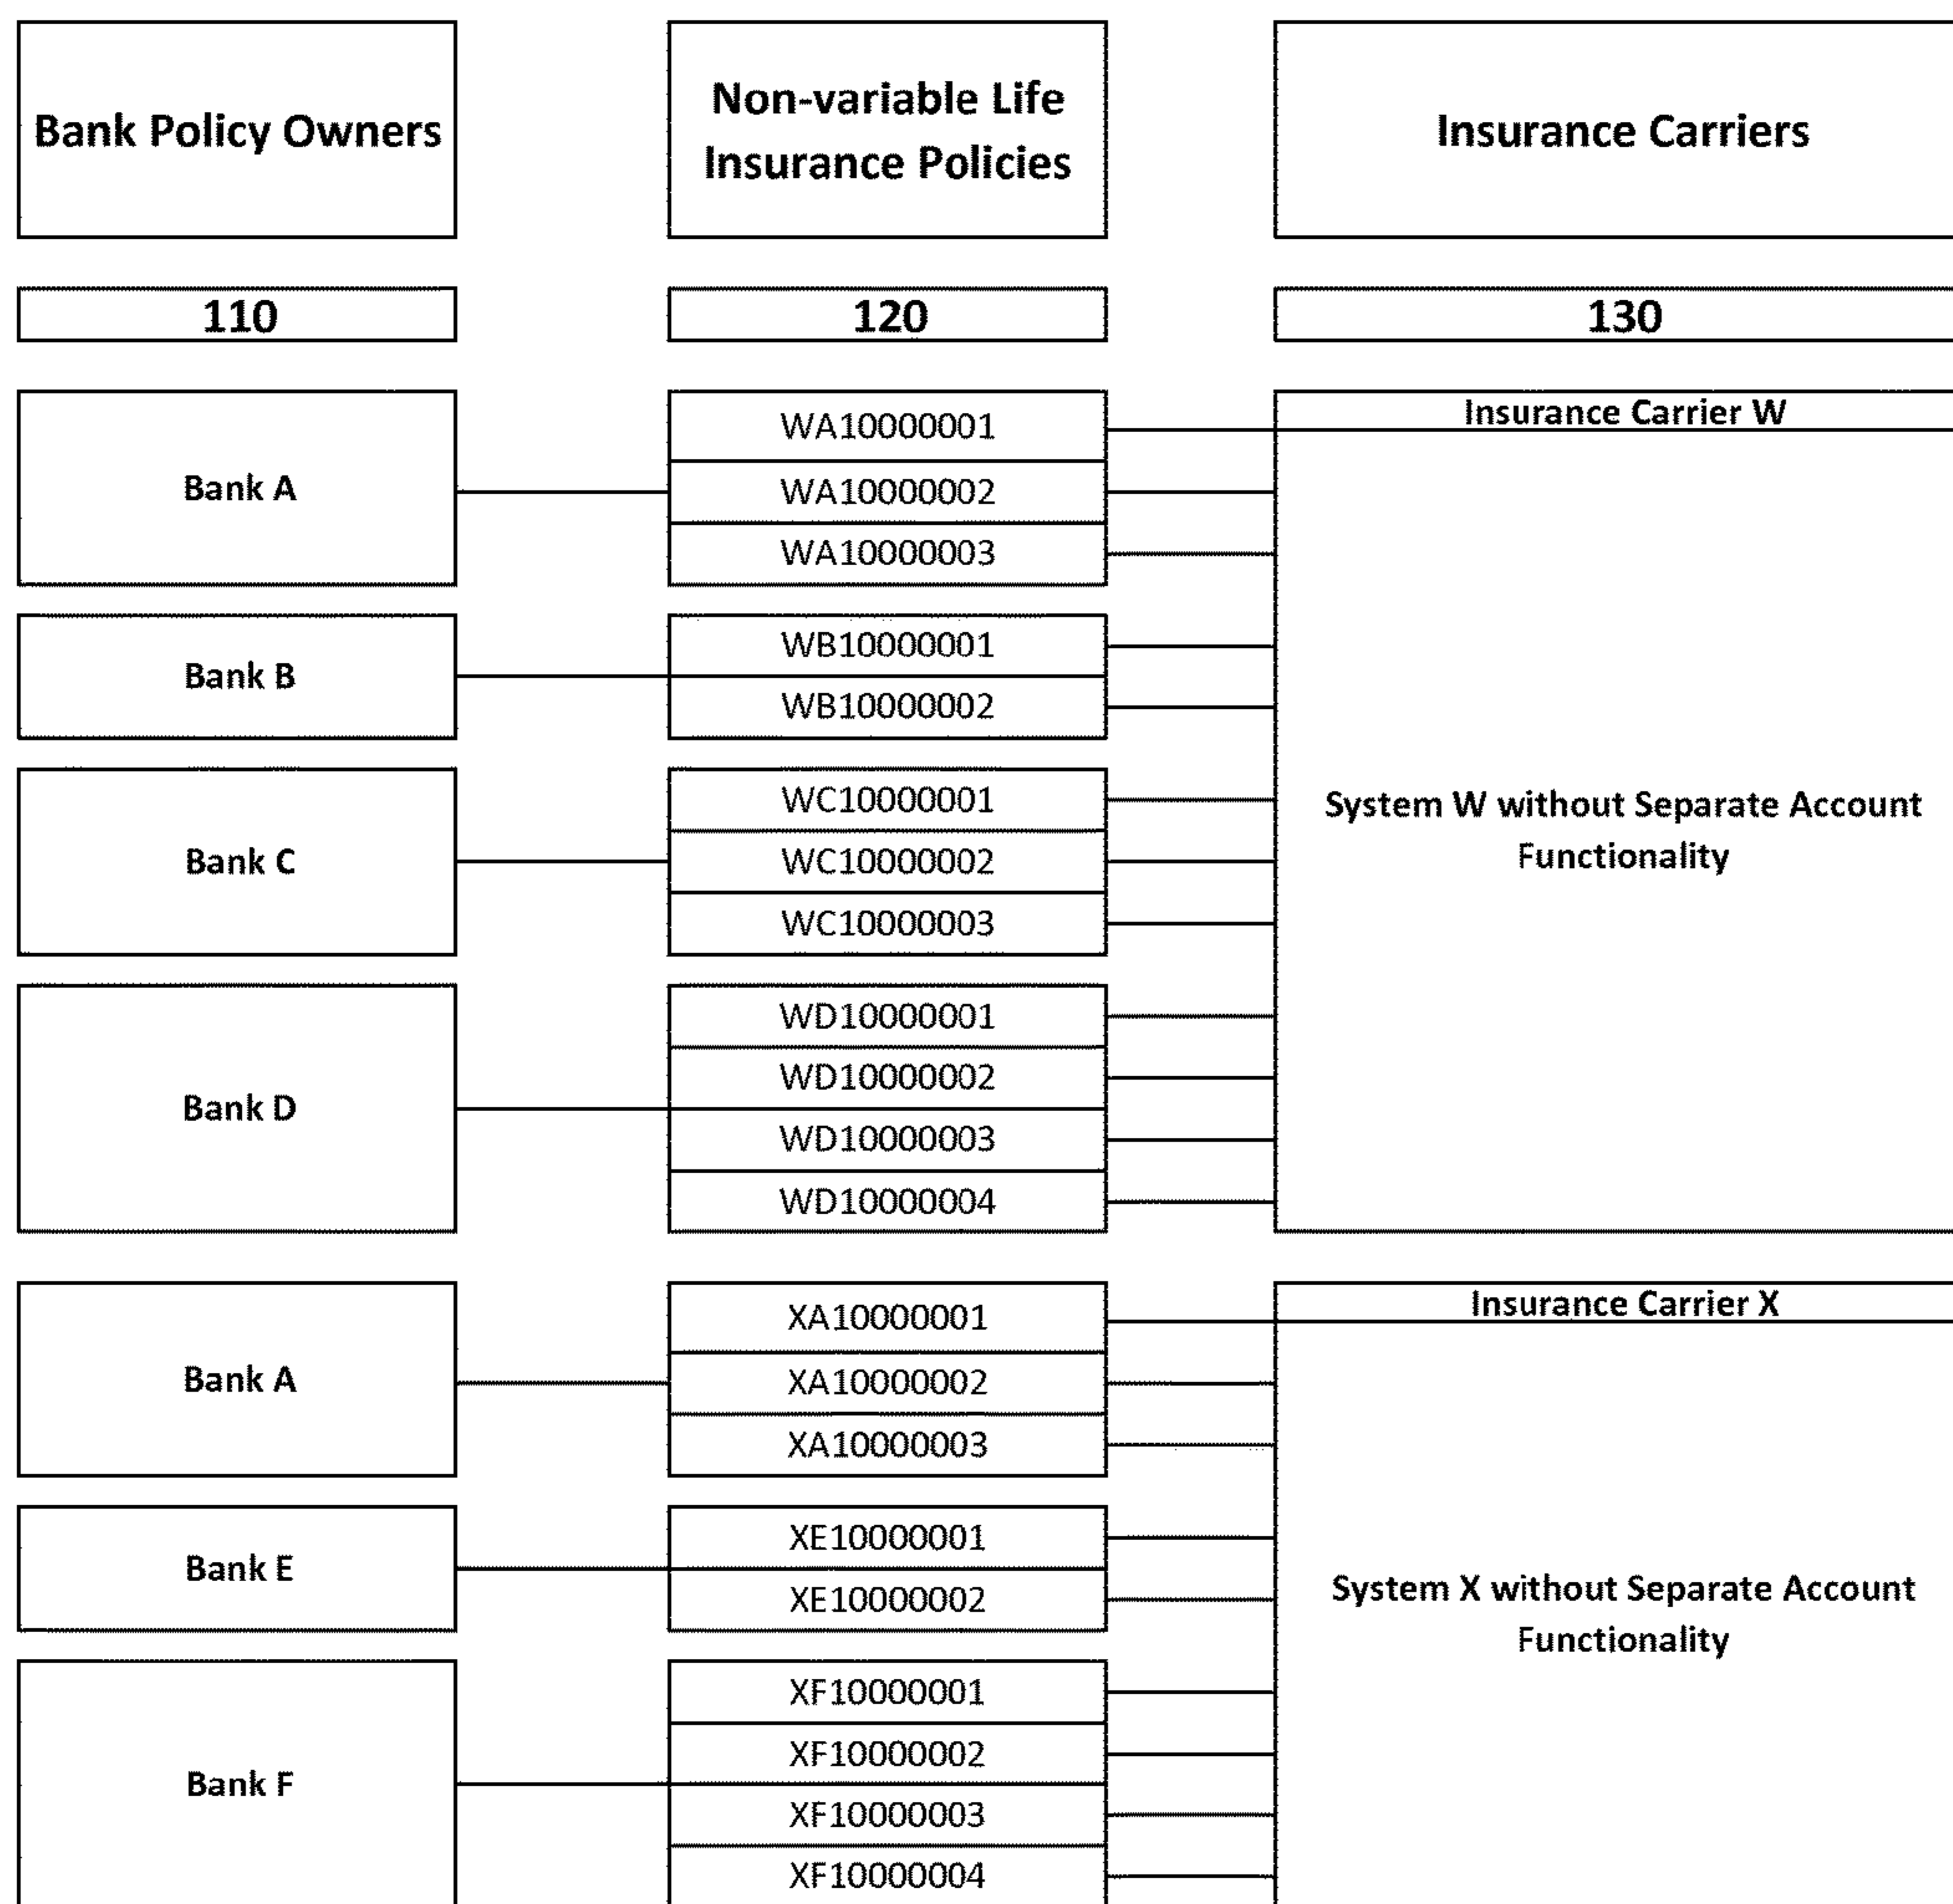 Bank Policy Owners
Non-variable Life
Insurance Policies
Insurance Carriers
110
120
130
Bank A
WA10000001
WA10000002
WA10000003
Insurance Carrier W
Bank B
WB10000001
WB10000002
Bank C
WC10000001
WC10000002
WC10000003
System W without Separate Account
Functionality
Bank D
WD10000001
WD10000002
WD10000003
WD10000004
Bank A
XA10000001
XA10000002
XA10000003
Insurance Carrier X
Bank E
XE10000001
XE10000002
System X without Separate Account
Functionality
Bank F
XF10000001
XF10000002
XF10000003
XF10000004